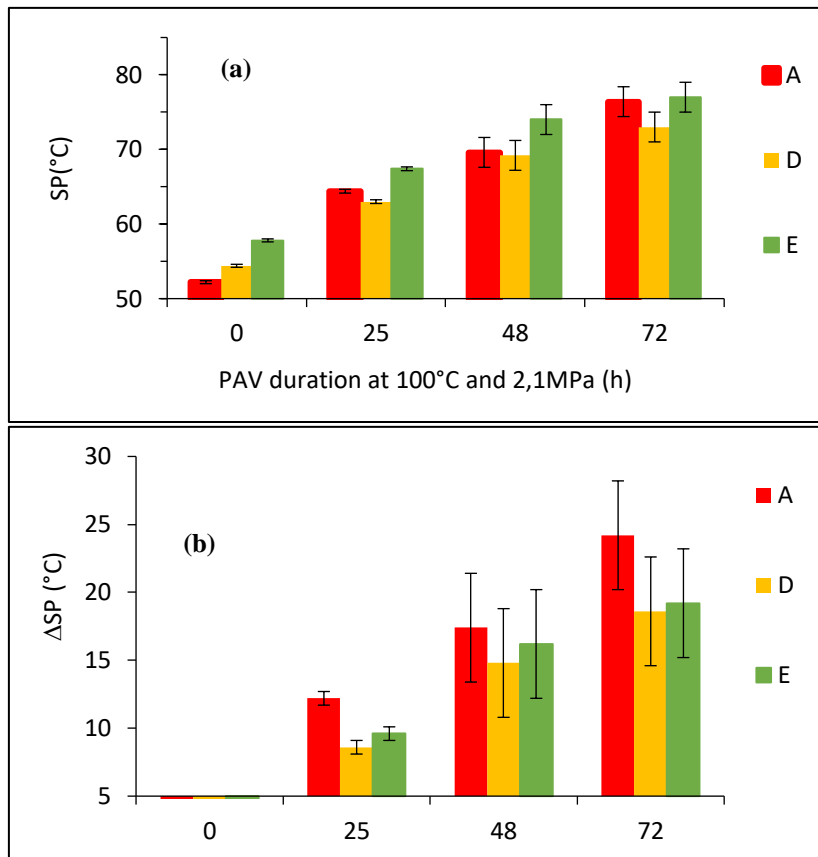 (a)
SP(°C)
80
70
60
50
0 25 48 72
PAV duration at 100°C and 2,1MPa (h)
A
D
E
(b)
ΔSP (°C)
30
25
20
15
10
5
0 25 48 72
A
D
E